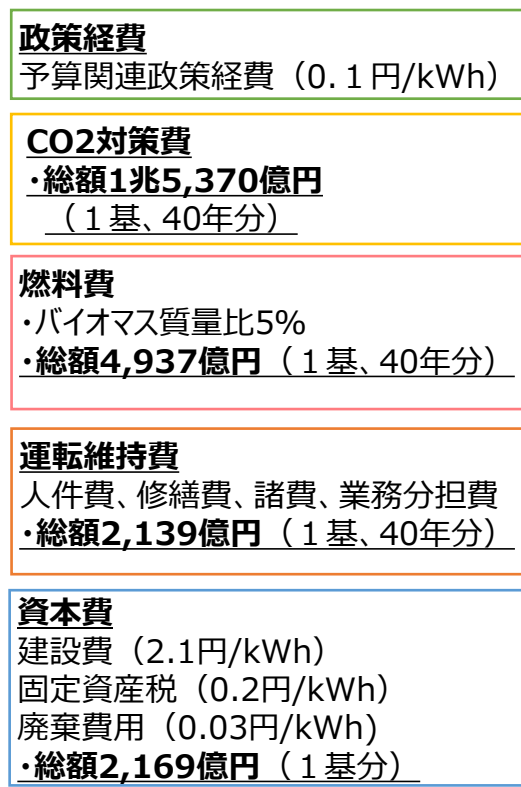 政策経費
予算関連政策経費（0.１円/kWh）
CO2対策費
・総額1兆5,370億円
（１基、40年分）
燃料費
・バイオマス質量比5%
・総額4,937億円（１基、40年分）
運転維持費
人件費、修繕費、諸費、業務分担費
・総額2,139億円（１基、40年分）
資本費
建設費（2.1円/kWh）
固定資産税（0.2円/kWh）
廃棄費用（0.03円/kWh)
・総額2,169億円（１基分）